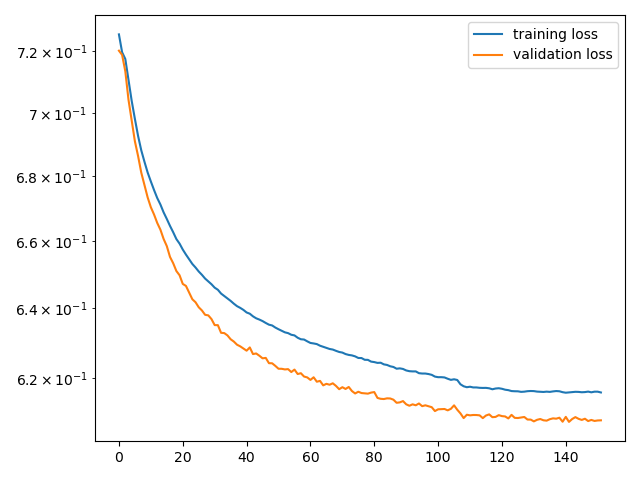 training loss
validation loss
7.2 × 10⁻¹
7 × 10⁻¹
6.8 × 10⁻¹
6.6 × 10⁻¹
6.4 × 10⁻¹
6.2 × 10⁻¹
0 20 40 60 80 100 120 140